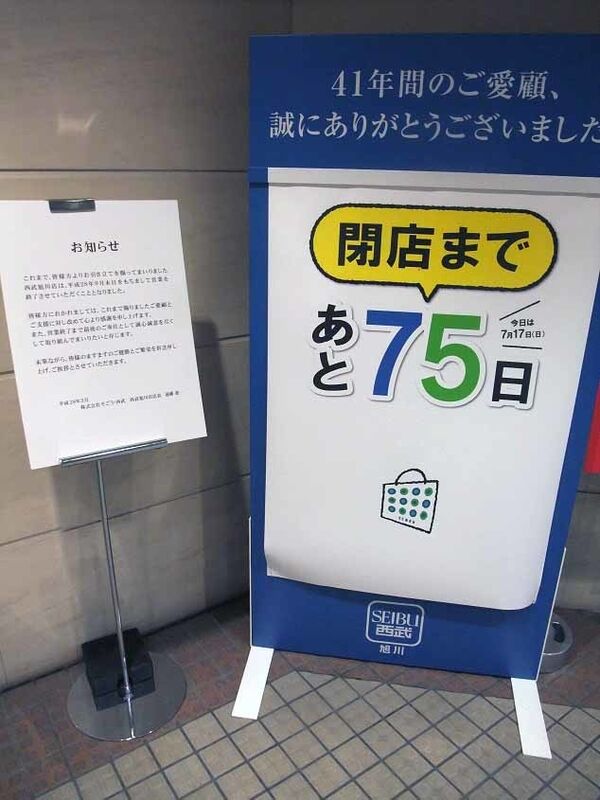 お知らせ
これまで、皆様方よりお引き立てを賜ってまいりました
西武旭川店は、平成28年9月末日をもちまして営業を
終了させていただくこととなりました。
皆様方におかれましては、これまで賜りましたご愛顧と
ご支援に対し改めて心より感謝を申し上げます。
また、営業終了まで最後のご奉仕として誠心誠意を尽くし
て取り組んでまいりたいと存じます。
末筆ながら、皆様のますますのご健勝とご繁栄を祈念申し
上げ、ご挨拶とさせていただきます。
平成28年3月
株式会社そごう・西武 西武旭川店店長
41年間のご愛顧、
誠にありがとうございました
閉店まで
あと75日
今日は
7月17日(日)
SEIBU
SEIBU
西武
旭川